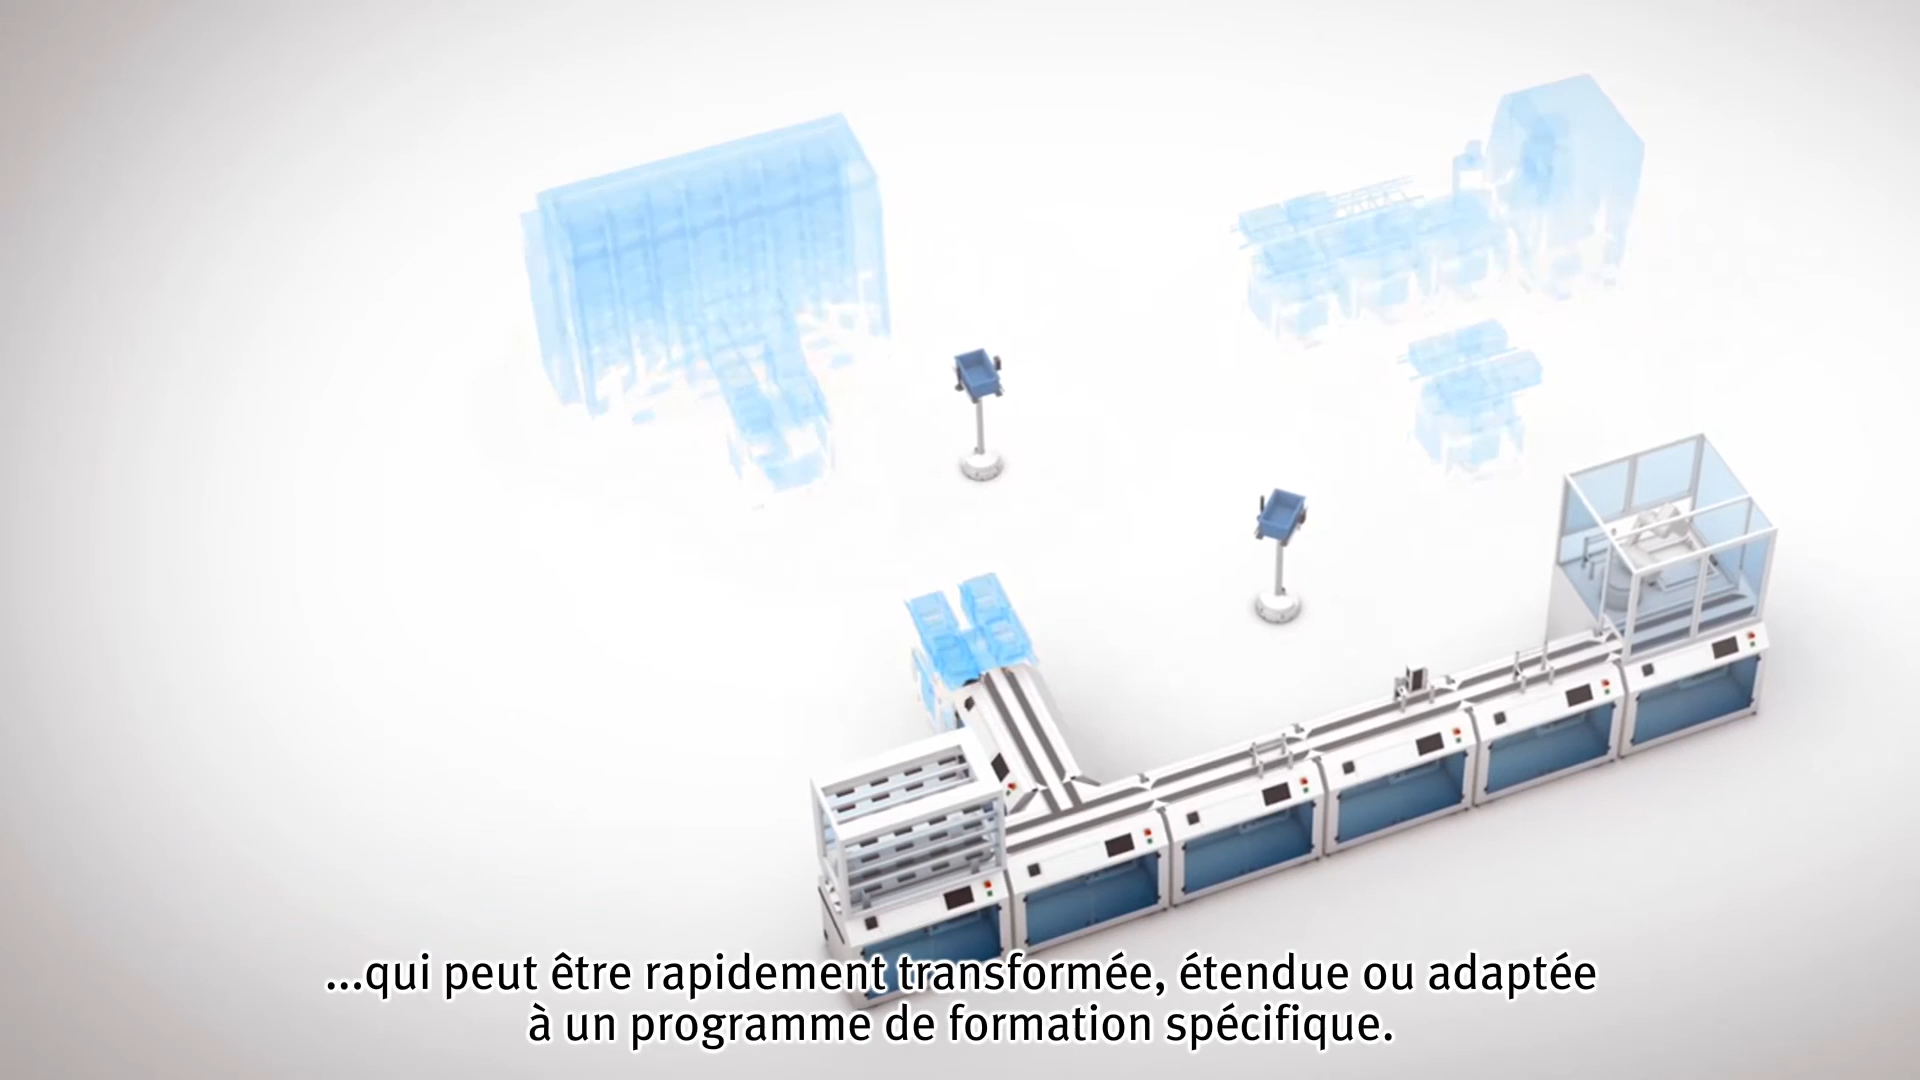 ...qui peut être rapidement transformée, étendue ou adaptée
à un programme de formation spécifique.